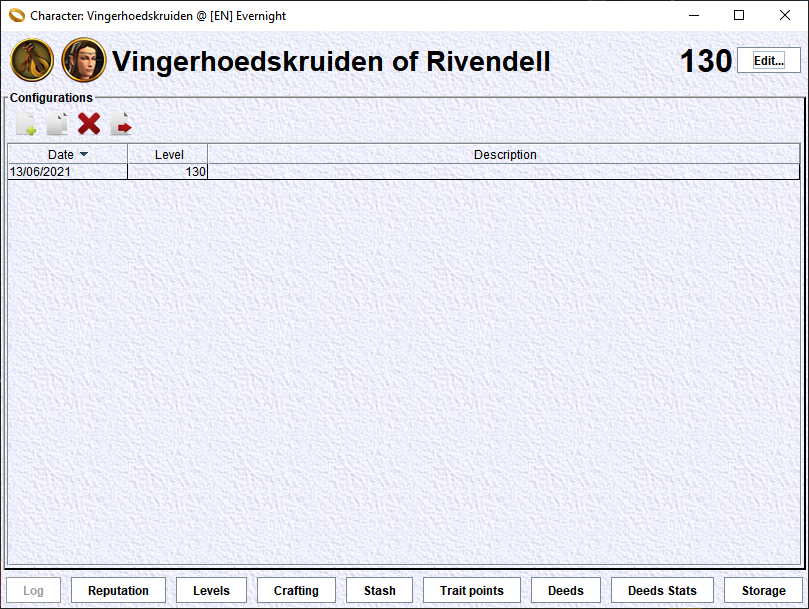 Character: Vingerhoedskruiden @ [EN] Evernight
Vingerhoedskruiden of Rivendell 130 Edit...
Configurations
Date Level Description
13/06/2021 130
Log Reputation Levels Crafting Stash Trait points Deeds Deeds Stats Storage